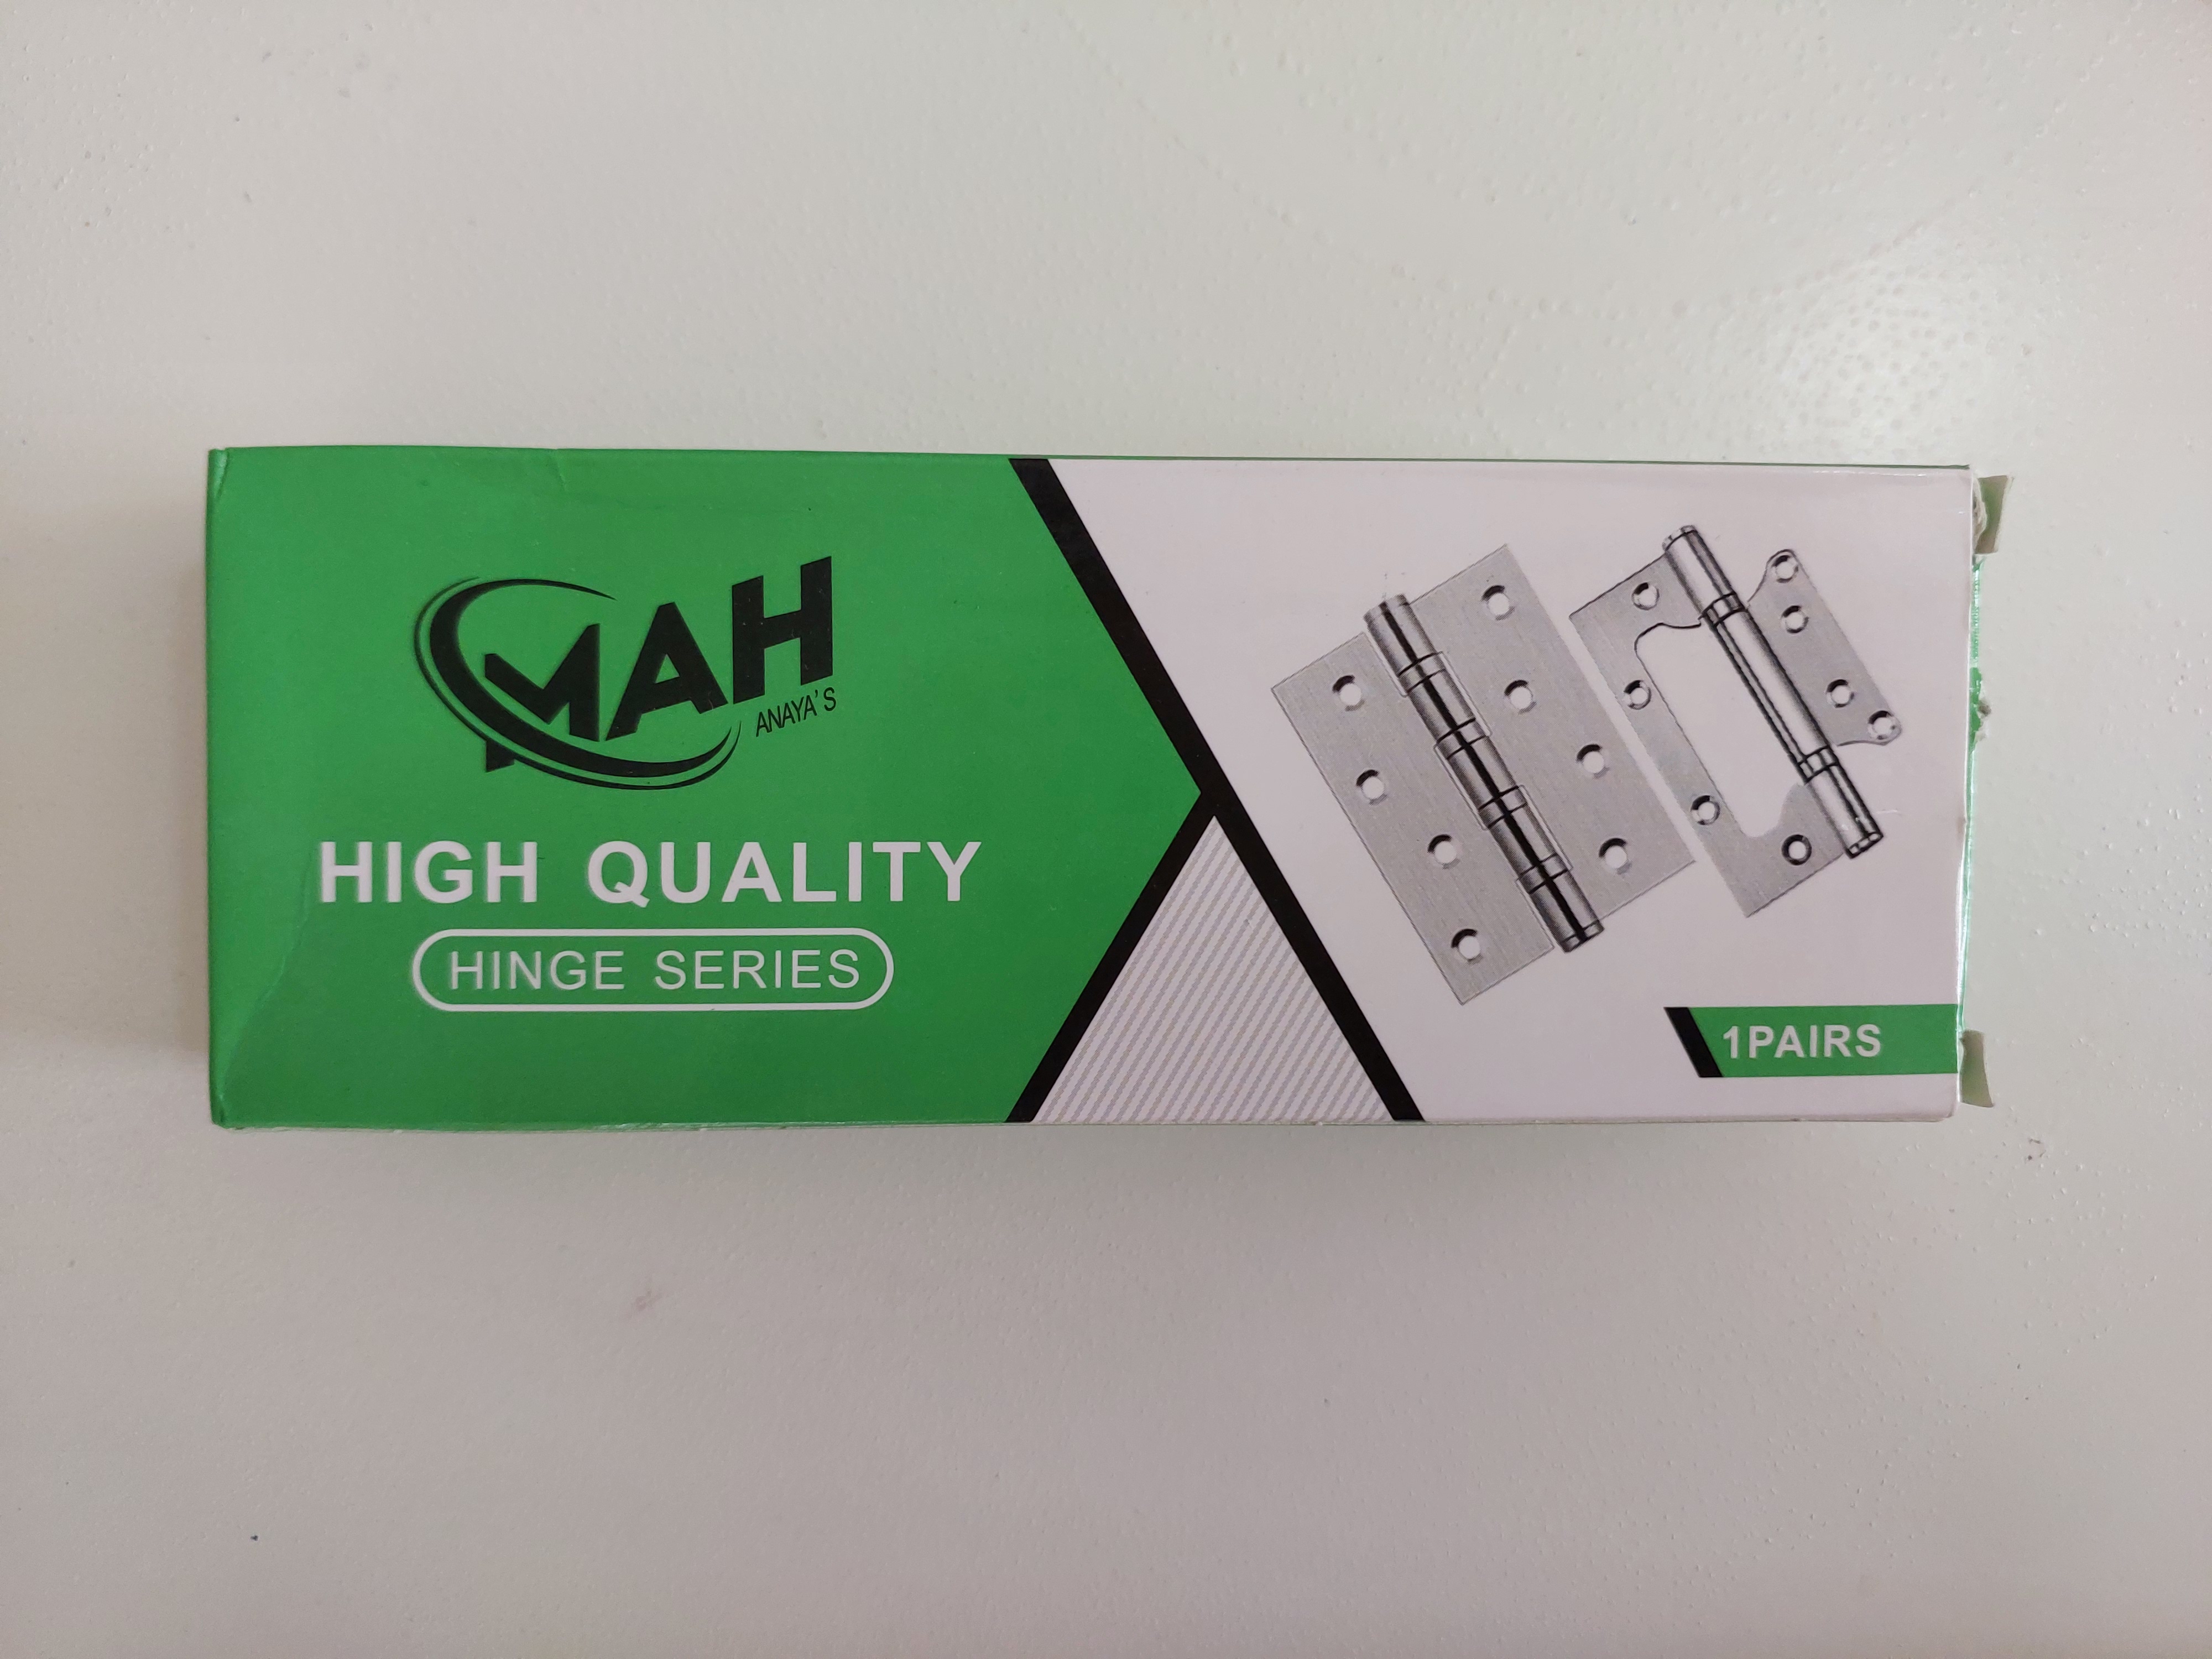 MAH
ANAYA'S
HIGH QUALITY
HINGE SERIES
1PAIRS